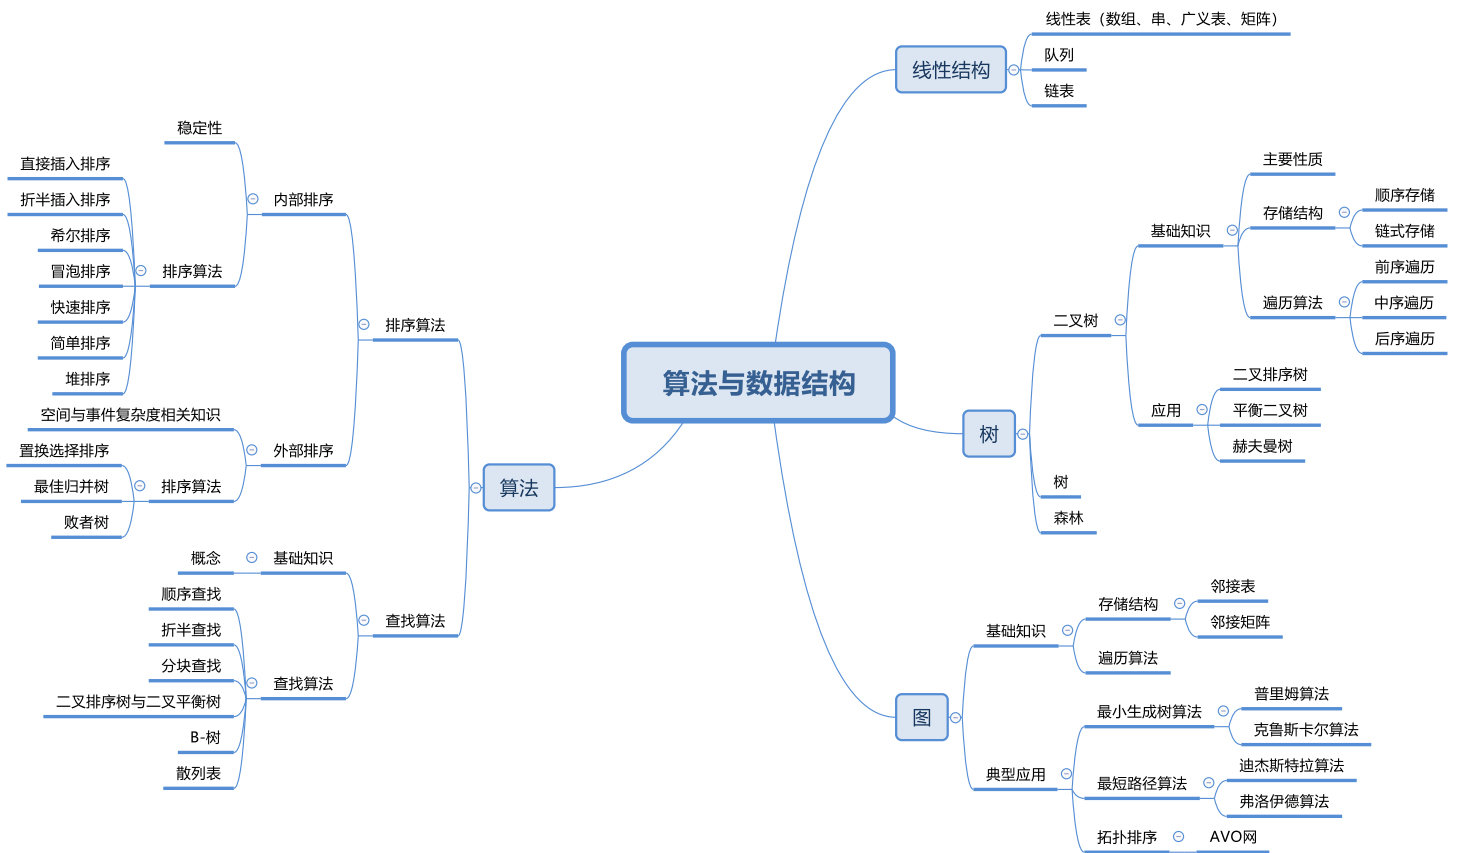 算法与数据结构
线性结构
线性表（数组、串、广义表、矩阵）
队列
链表
树
二叉树
基础知识
主要性质
存储结构
顺序存储
链式存储
遍历算法
前序遍历
中序遍历
后序遍历
应用
二叉排序树
平衡二叉树
赫夫曼树
树
森林
图
基础知识
存储结构
邻接表
邻接矩阵
遍历算法
典型应用
最小生成树算法
普里姆算法
克鲁斯卡尔算法
最短路径算法
迪杰斯特拉算法
弗洛伊德算法
拓扑排序
AVO网
算法
排序算法
内部排序
稳定性
排序算法
直接插入排序
折半插入排序
希尔排序
冒泡排序
快速排序
简单排序
堆排序
外部排序
空间与事件复杂度相关知识
排序算法
置换选择排序
最佳归并树
败者树
查找算法
基础知识
概念
查找算法
顺序查找
折半查找
分块查找
二叉排序树与二叉平衡树
B-树
散列表